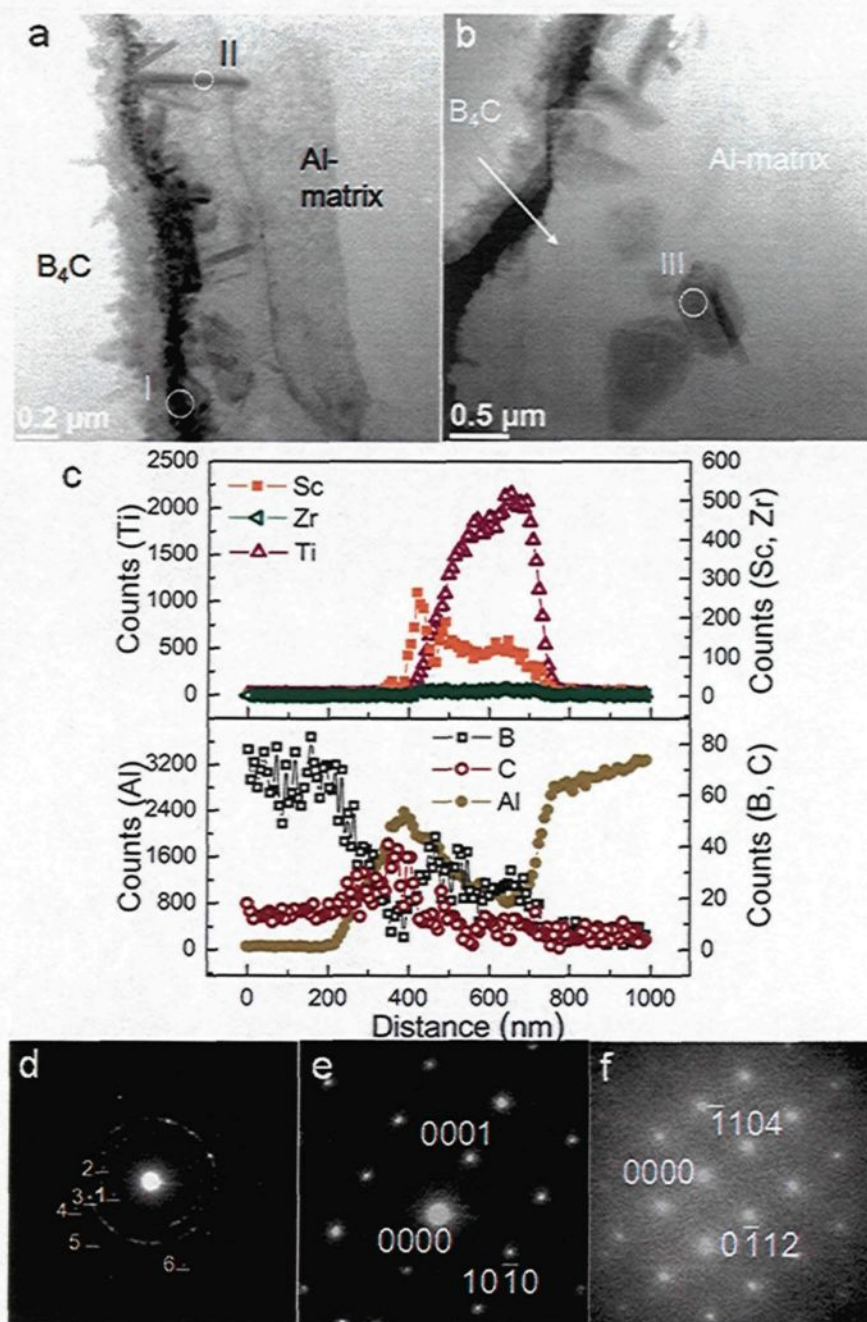 a
II
B₄C
Al-
matrix
I
0.2 µm
b
B₄C
Al-matrix
III
0.5 µm
c
Counts (Ti)
2500
2000
1500
1000
500
0
Sc
Zr
Ti
600
500
400
300
200
100
0
Counts (Sc, Zr)
Counts (Al)
3200
2400
1600
800
0
B
C
Al
80
60
40
20
0
Counts (B, C)
0 200 400 600 800 1000
Distance (nm)
d
2
3 1
4
5
6
e
0001
0000
101̄0
f
1̄104
0000
01̄12